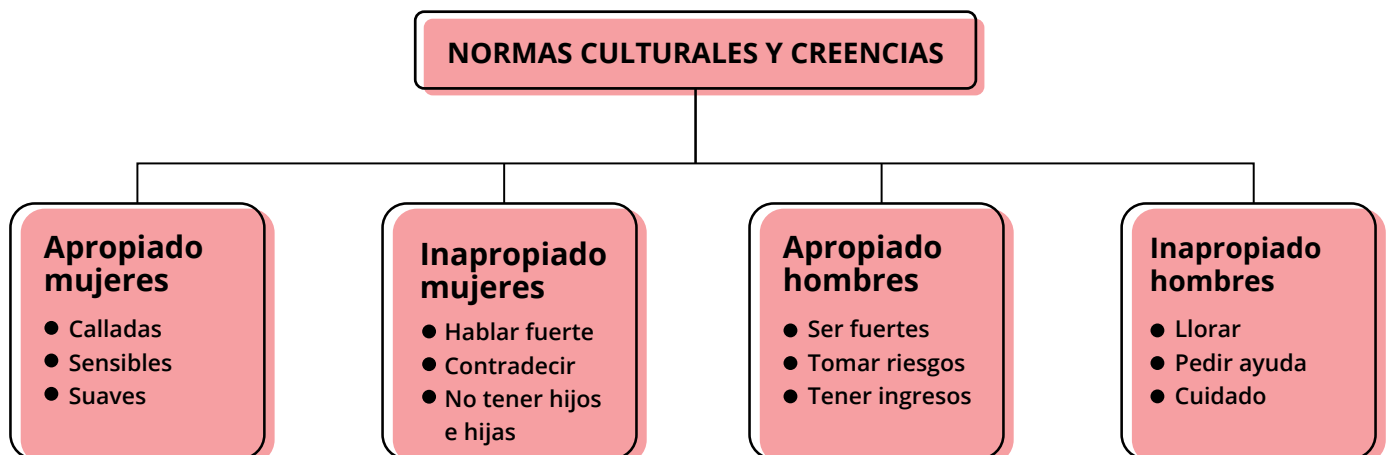 NORMAS CULTURALES Y CREENCIAS
Apropiado
mujeres
● Calladas
● Sensibles
● Suaves
Inapropiado
mujeres
● Hablar fuerte
● Contradecir
● No tener hijos
e hijas
Apropiado
hombres
● Ser fuertes
● Tomar riesgos
● Tener ingresos
Inapropiado
hombres
● Llorar
● Pedir ayuda
● Cuidado